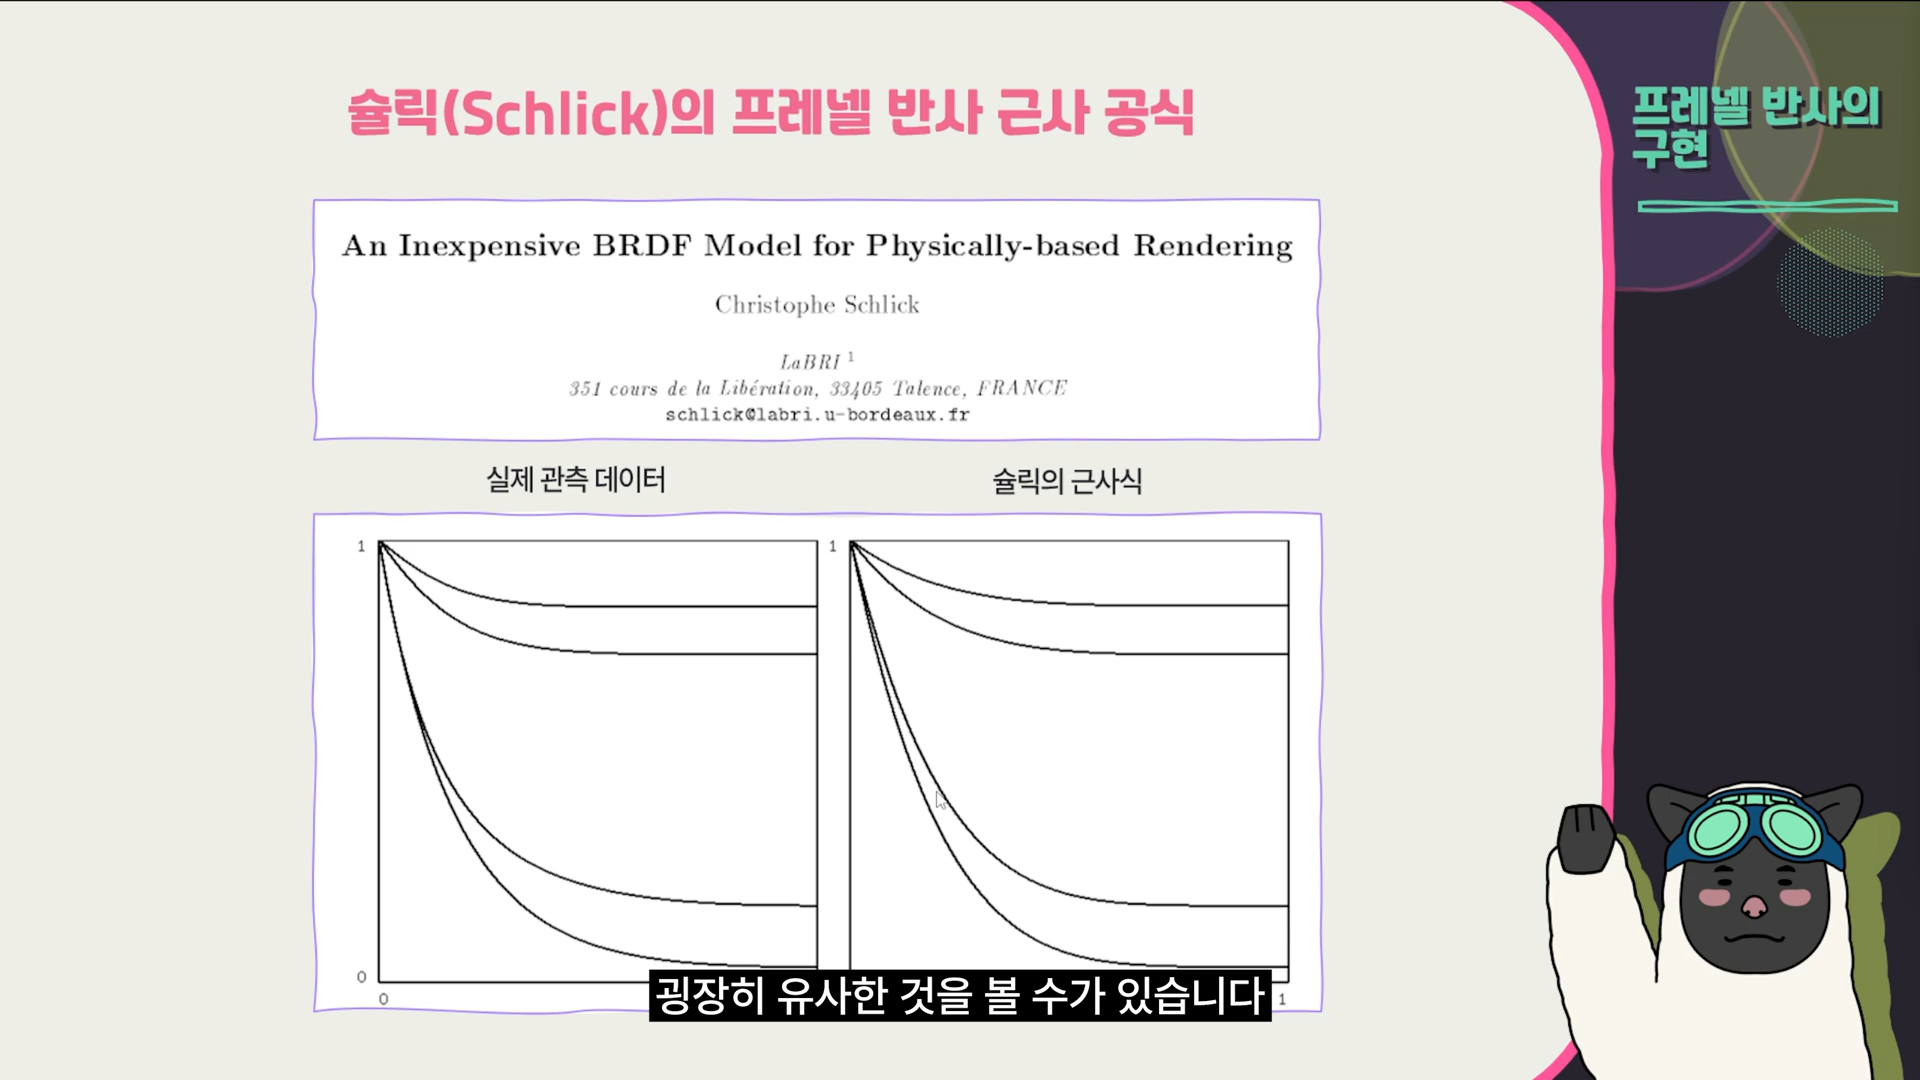 슐릭(Schlick)의 프레넬 반사 근사 공식
프레넬 반사의
구현
An Inexpensive BRDF Model for Physically-based Rendering
Christophe Schlick
LaBRI 1
351 cours de la Libération, 33405 Talence, FRANCE
schlick@labri.u-bordeaux.fr
실제 관측 데이터
슐릭의 근사식
1
1
0
0
1
굉장히 유사한 것을 볼 수가 있습니다